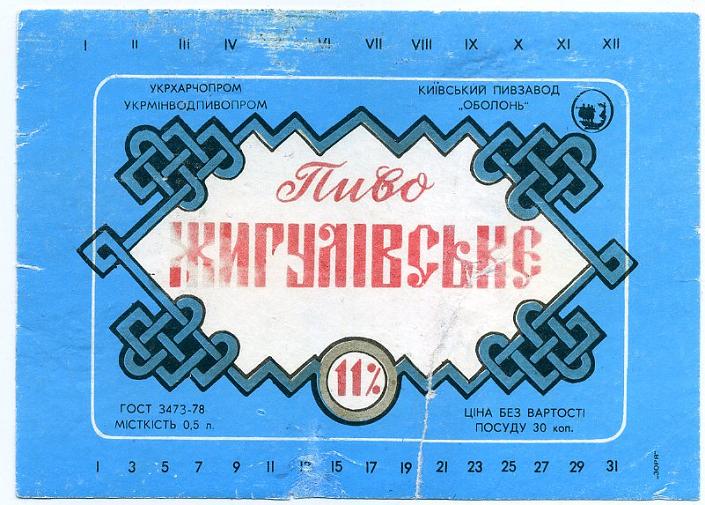 I II III IV VI VII VIII IX X XI XII
УКРХАРЧОПРОМ
УКРМІНВОДПИВОПРОМ
КИЇВСЬКИЙ ПИВЗАВОД
„ОБОЛОНЬ"
Пиво
ЖИГУЛІВСЬКЕ
11%
ГОСТ 3473-78
МІСТКІСТЬ 0,5 л.
ЦІНА БЕЗ ВАРТОСТІ
ПОСУДУ 30 коп.
1 3 5 7 9 11 13 15 17 19 21 23 25 27 29 31
„ЗОРЯ"